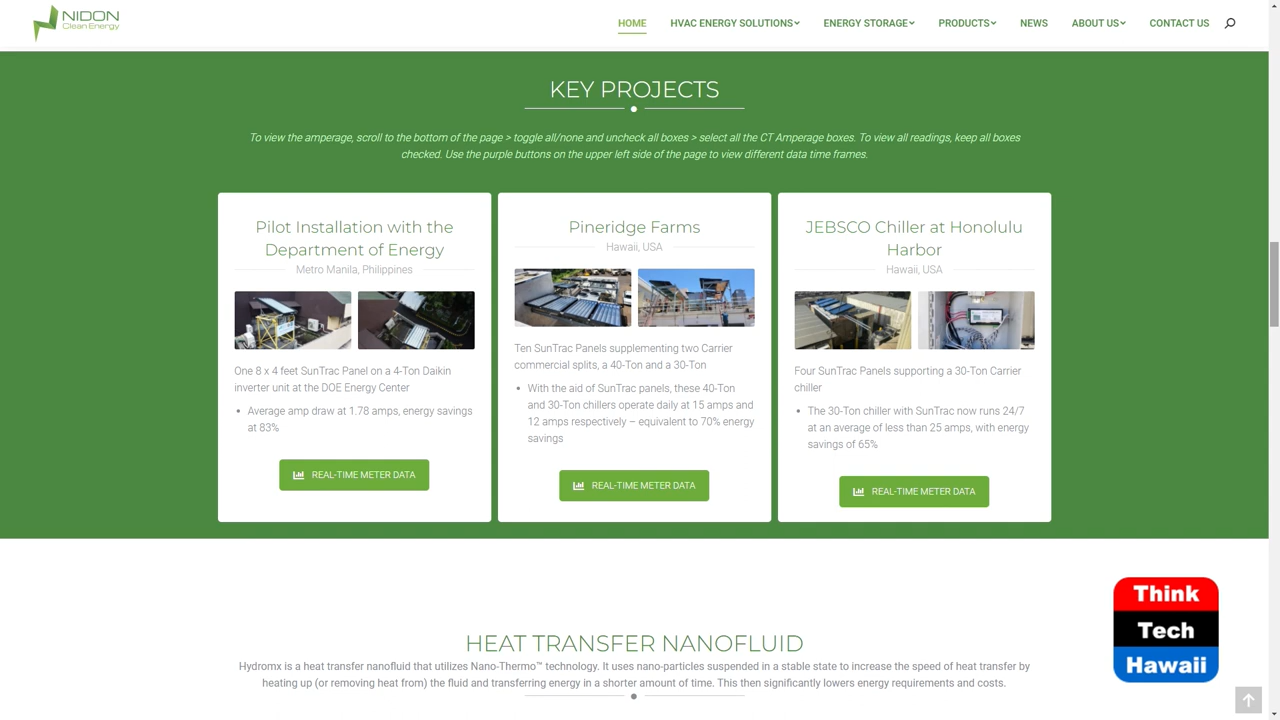 NIDON
Clean Energy
HOME
HVAC ENERGY SOLUTIONS
ENERGY STORAGE
PRODUCTS
NEWS
ABOUT US
CONTACT US
KEY PROJECTS
To view the amperage, scroll to the bottom of the page > toggle all/none and uncheck all boxes > select all the CT Amperage boxes. To view all readings, keep all boxes
checked. Use the purple buttons on the upper left side of the page to view different data time frames.
Pilot Installation with the
Department of Energy
Metro Manila, Philippines
One 8 x 4 feet SunTrac Panel on a 4-Ton Daikin
inverter unit at the DOE Energy Center
• Average amp draw at 1.78 amps, energy savings
at 83%
REAL-TIME METER DATA
Pineridge Farms
Hawaii, USA
Ten SunTrac Panels supplementing two Carrier
commercial splits, a 40-Ton and a 30-Ton
• With the aid of SunTrac panels, these 40-Ton
and 30-Ton chillers operate daily at 15 amps and
12 amps respectively – equivalent to 70% energy
savings
REAL-TIME METER DATA
JEBSCO Chiller at Honolulu
Harbor
Hawaii, USA
Four SunTrac Panels supporting a 30-Ton Carrier
chiller
• The 30-Ton chiller with SunTrac now runs 24/7
at an average of less than 25 amps, with energy
savings of 65%
REAL-TIME METER DATA
HEAT TRANSFER NANOFLUID
Hydromx is a heat transfer nanofluid that utilizes Nano-Thermo™ technology. It uses nano-particles suspended in a stable state to increase the speed of heat transfer by
heating up (or removing heat from) the fluid and transferring energy in a shorter amount of time. This then significantly lowers energy requirements and costs.
Think
Tech
Hawaii